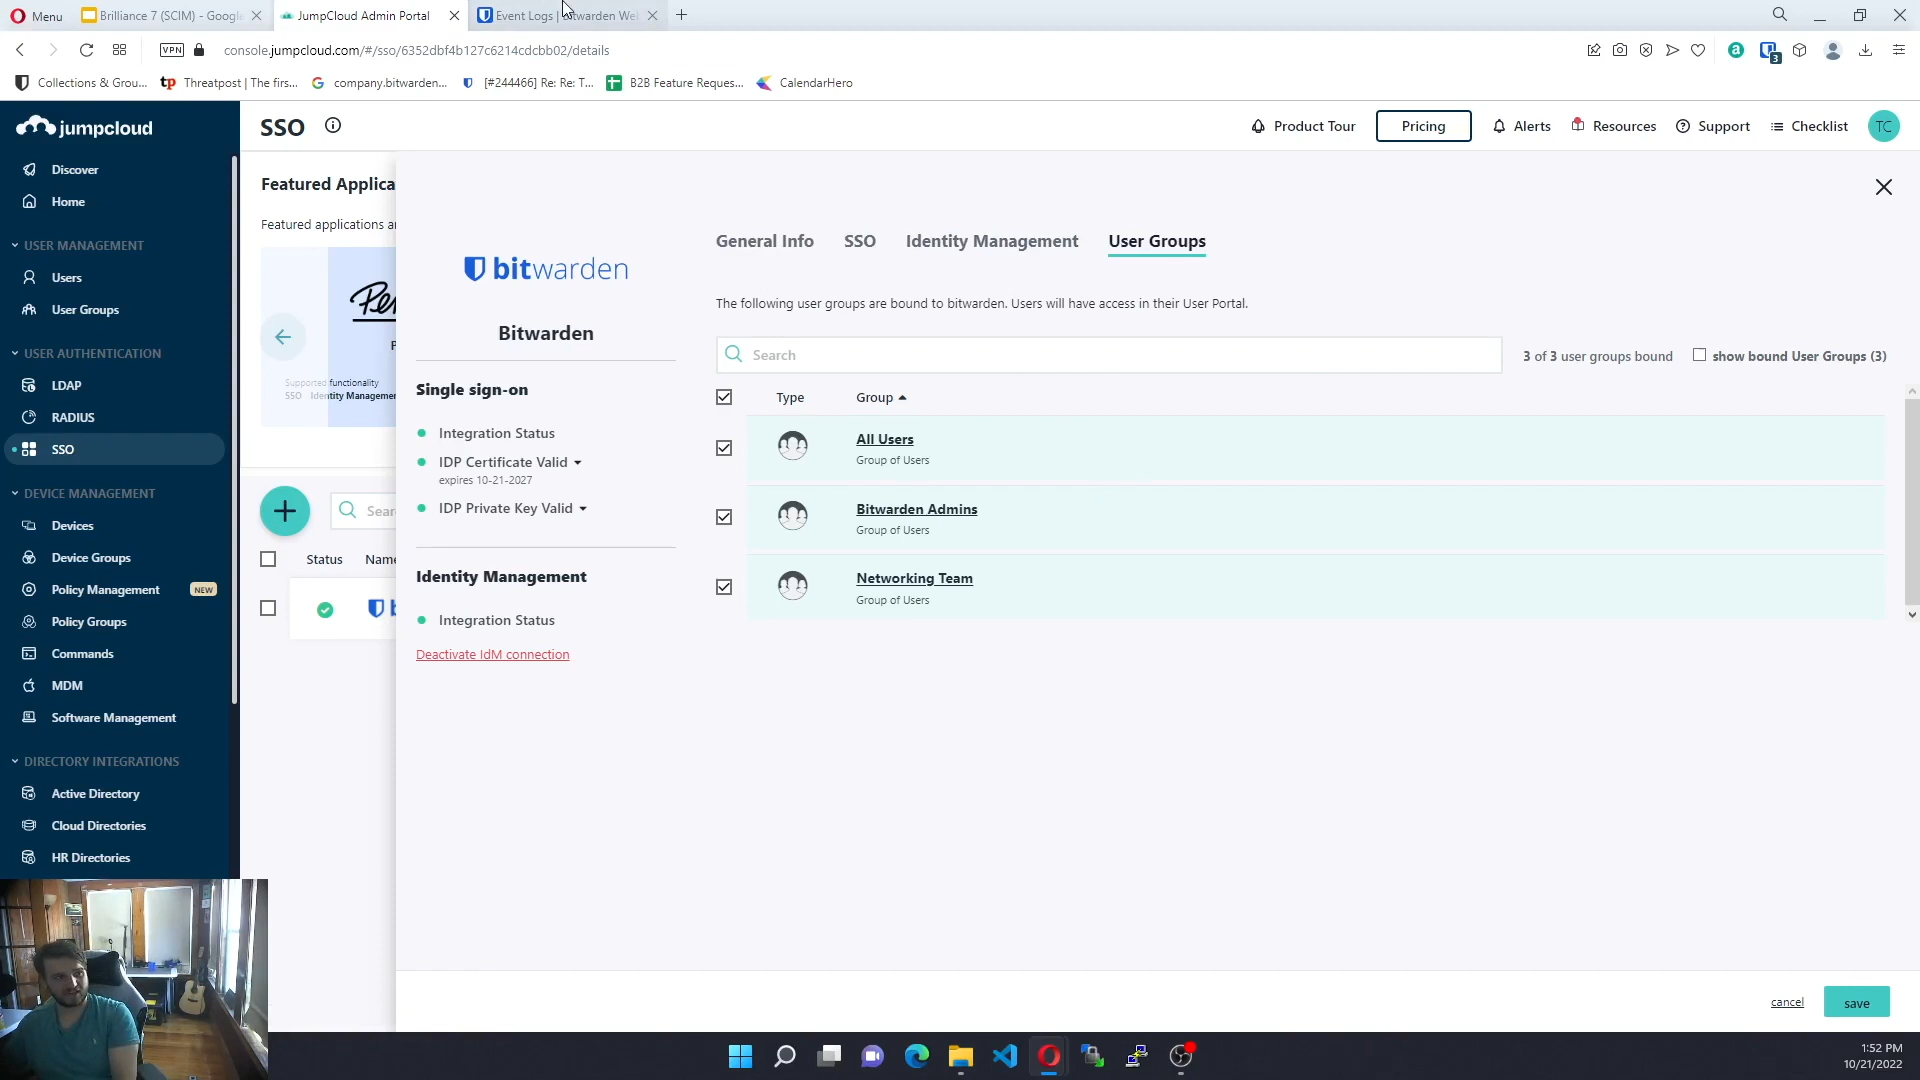 Menu
Brilliance 7 (SCIM) - Google
JumpCloud Admin Portal
Event Logs | Bitwarden We
VPN
console.jumpcloud.com/#/sso/6352dbf4b127c6214cdcbb02/details
a
3
Collections & Grou...
tp Threatpost | The firs...
company.bitwarden...
[#244466] Re: Re: T...
B2B Feature Reques...
CalendarHero
jumpcloud
SSO
Product Tour
Pricing
Alerts
Resources
Support
Checklist
TC
Discover
Home
USER MANAGEMENT
Users
User Groups
USER AUTHENTICATION
LDAP
RADIUS
SSO
DEVICE MANAGEMENT
Devices
Device Groups
Policy Management NEW
Policy Groups
Commands
MDM
Software Management
DIRECTORY INTEGRATIONS
Active Directory
Cloud Directories
HR Directories
Featured Applica
Featured applications a
Supported functionality
SSO Identity Managemen
Sear
Status Name
bitwarden
Bitwarden
Single sign-on
Integration Status
IDP Certificate Valid
expires 10-21-2027
IDP Private Key Valid
Identity Management
Integration Status
Deactivate IdM connection
General Info SSO Identity Management User Groups
The following user groups are bound to bitwarden. Users will have access in their User Portal.
Search
3 of 3 user groups bound
show bound User Groups (3)
Type Group
All Users
Group of Users
Bitwarden Admins
Group of Users
Networking Team
Group of Users
cancel
save
1:52 PM
10/21/2022